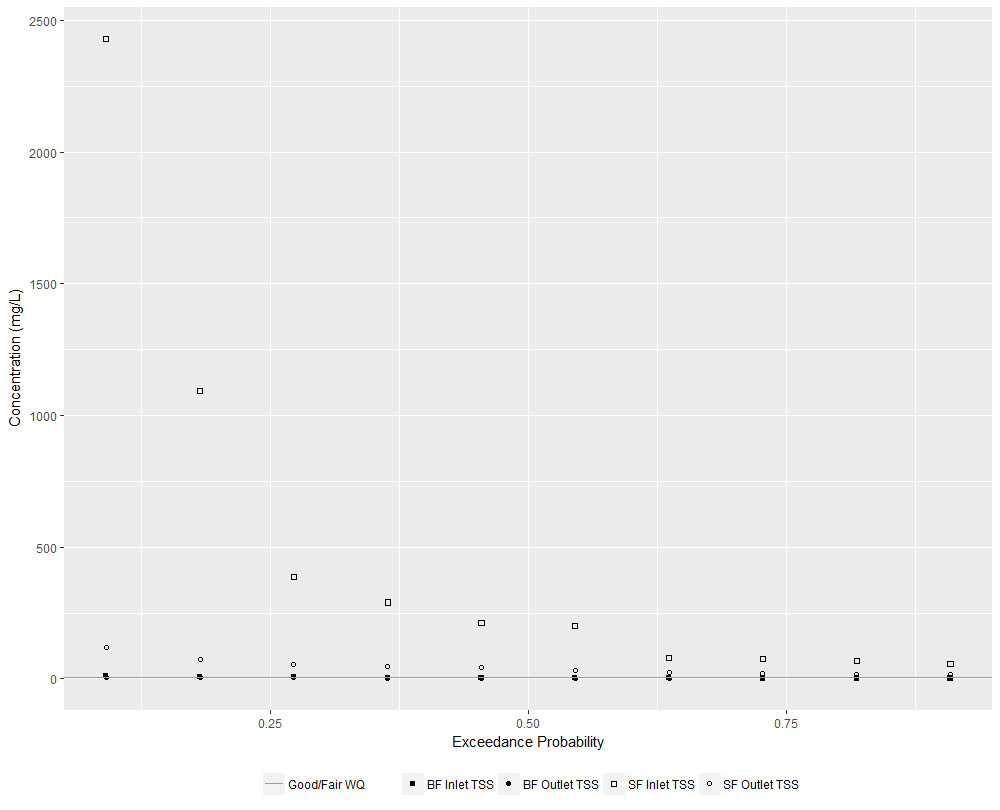 2500
2000
1500
1000
500
0
Concentration (mg/L)
0.25 0.50 0.75
Exceedance Probability
Good/Fair WQ BF Inlet TSS BF Outlet TSS SF Inlet TSS SF Outlet TSS